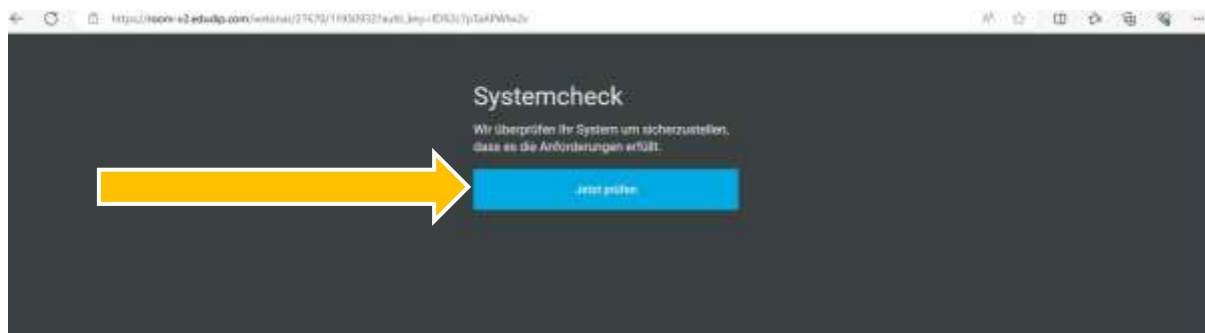 Systemcheck
Wir überprüfen Ihr System um sicherzustellen,
dass es die Anforderungen erfüllt.
Jetzt prüfen